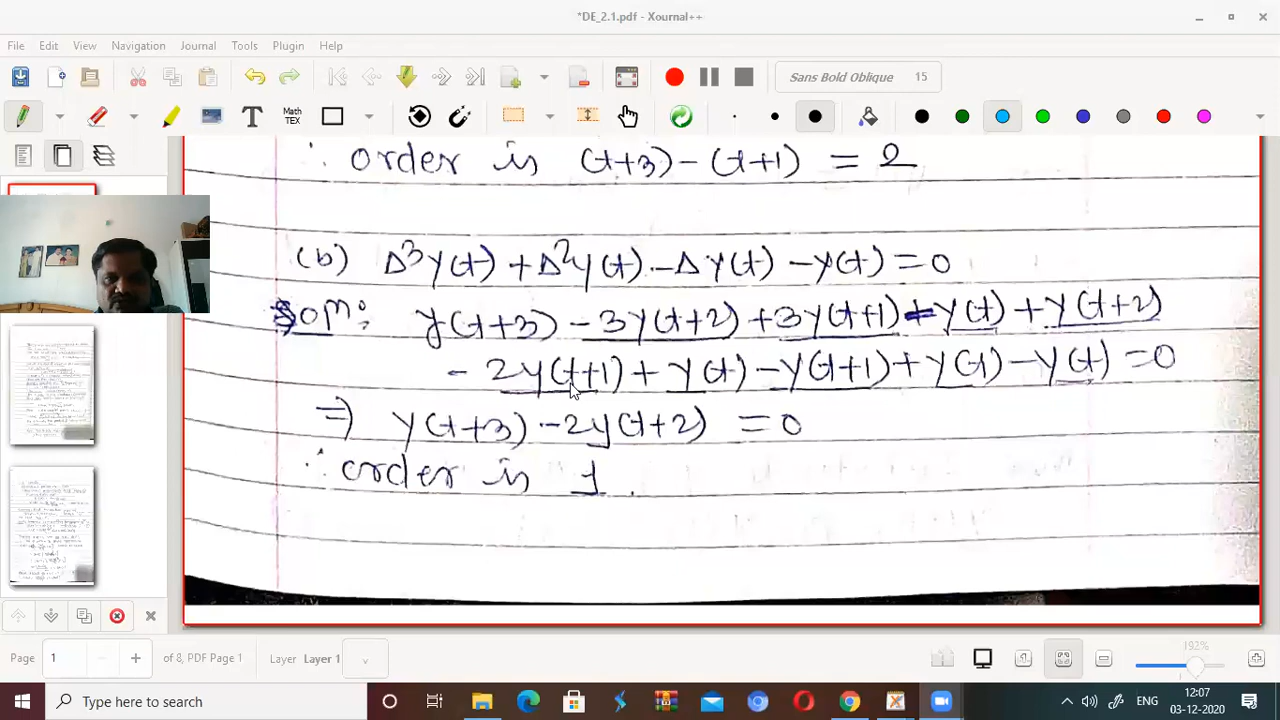 *DE_2.1.pdf - Xournal++
File Edit View Navigation Journal Tools Plugin Help
Sans Bold Oblique 15
T Math TEX
∴ order is (t+3) - (t+1) = 2
(b) Δ³y(t) + Δ²y(t) - Δy(t) - y(t) = 0
Soln: y(t+3) - 3y(t+2) + 3y(t+1) - y(t) + y(t+2)
- 2y(t+1) + y(t) - y(t+1) + y(t) - y(t) = 0
⇒ y(t+3) - 2y(t+2) = 0
∴ order is 1.
Page 1 of 8, PDF Page 1 Layer Layer 1 192%
Type here to search ENG 12:07
03-12-2020